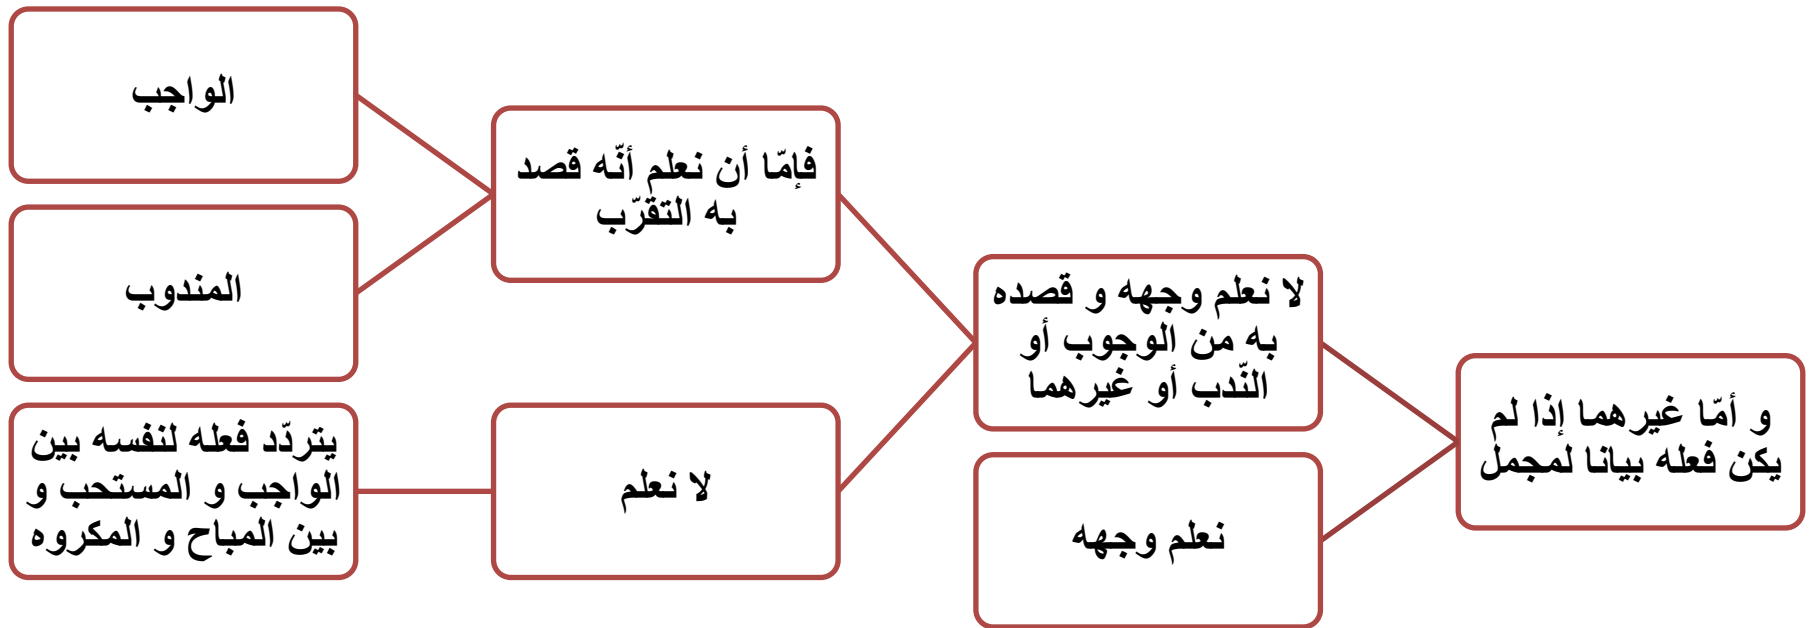 و أمّا غيرهما إذا لم
يكن فعله بيانا لمجمل
لا نعلم وجهه و قصده
به من الوجوب أو
النّدب أو غيرهما
فإمّا أن نعلم أنّه قصد
به التقرّب
الواجب
المندوب
لا نعلم
يتردّد فعله لنفسه بين
الواجب و المستحب و
بين المباح و المكروه
نعلم وجهه